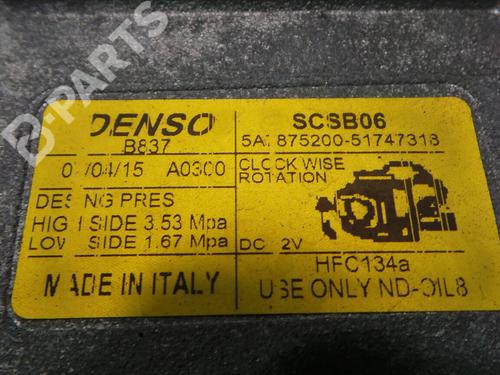 B-PARTS
DENSO
B837
0 /04/15 A0300
DES NG PRES
HIG I SIDE 3.53 Mpa
LOW SIDE 1.67 Mpa
MADE IN ITALY
SCSB06
5A7875200-51747318
CLOCK WISE
ROTATION
DC 2V
HFC134a
USE ONLY ND-OIL8